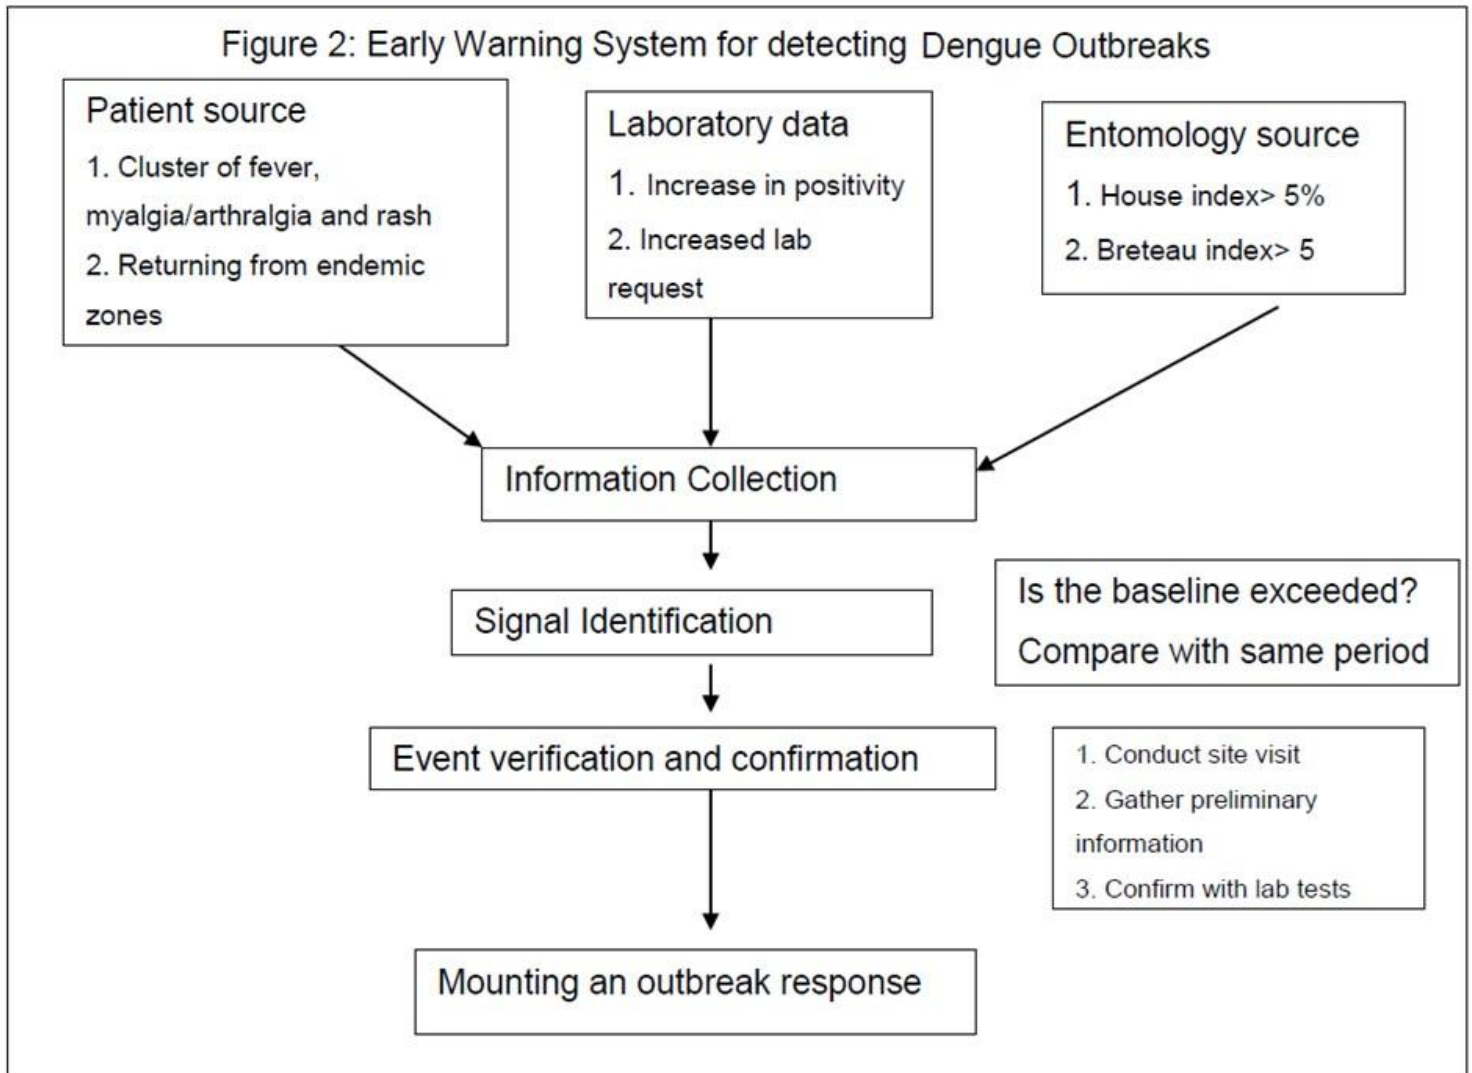 Figure 2: Early Warning System for detecting Dengue Outbreaks
Patient source
1. Cluster of fever,
myalgia/arthralgia and rash
2. Returning from endemic
zones
Laboratory data
1. Increase in positivity
2. Increased lab
request
Entomology source
1. House index> 5%
2. Breteau index> 5
Information Collection
Signal Identification
Is the baseline exceeded?
Compare with same period
Event verification and confirmation
1. Conduct site visit
2. Gather preliminary
information
3. Confirm with lab tests
Mounting an outbreak response